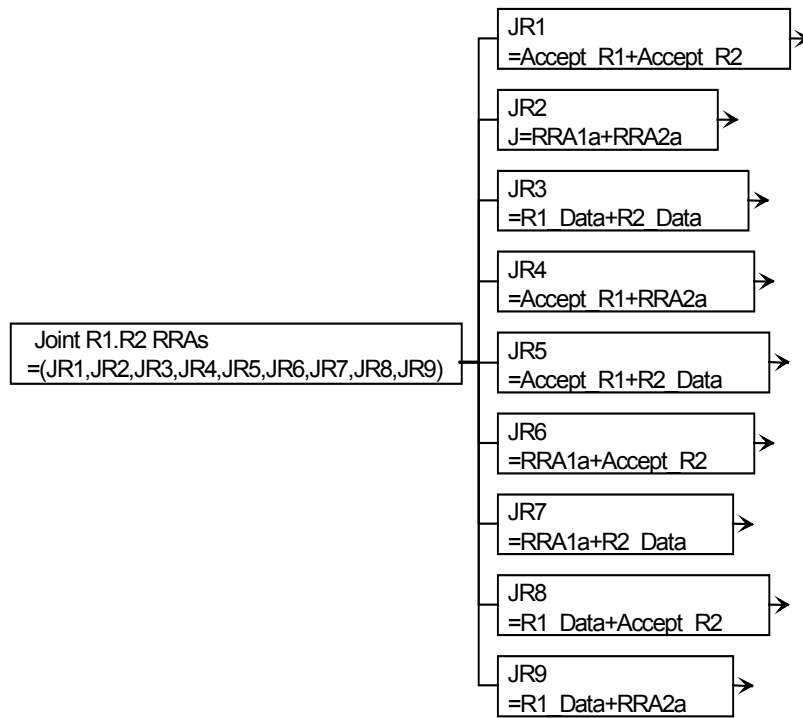 JR1
=Accept_R1+Accept_R2
JR2
J=RRA1a+RRA2a
JR3
=R1_Data+R2_Data
JR4
=Accept_R1+RRA2a
Joint R1.R2 RRAs
=(JR1,JR2,JR3,JR4,JR5,JR6,JR7,JR8,JR9)
JR5
=Accept_R1+R2_Data
JR6
=RRA1a+Accept_R2
JR7
=RRA1a+R2_Data
JR8
=R1_Data+Accept_R2
JR9
=R1_Data+RRA2a